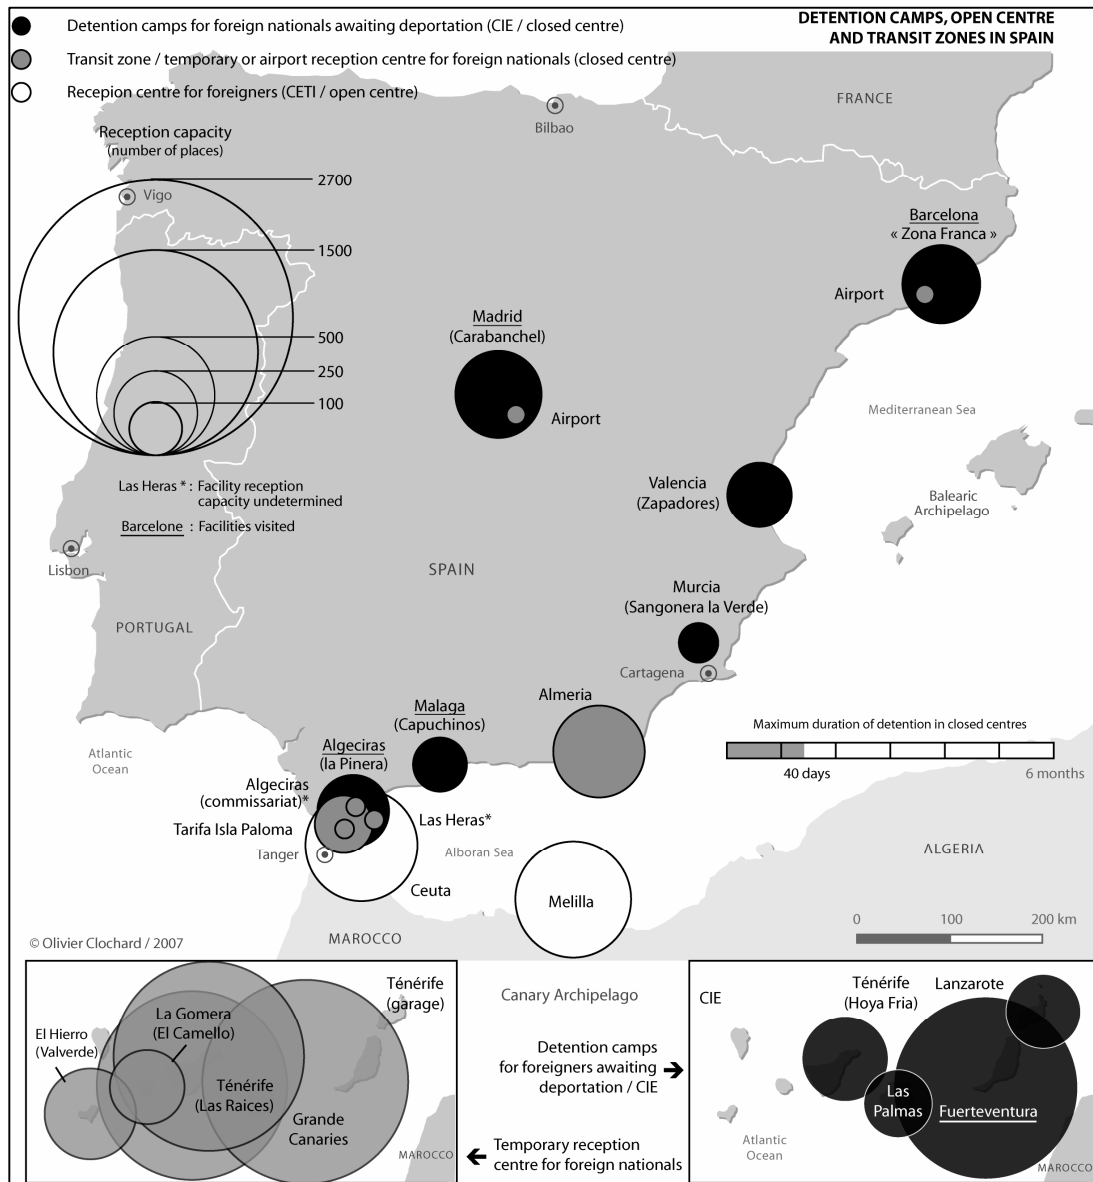 DETENTION CAMPS, OPEN CENTRE
AND TRANSIT ZONES IN SPAIN
Detention camps for foreign nationals awaiting deportation (CIE / closed centre)
Transit zone / temporary or airport reception centre for foreign nationals (closed centre)
Recepion centre for foreigners (CETI / open centre)
Reception capacity
(number of places)
2700
1500
500
250
100
Las Heras * : Facility reception
capacity undetermined
Barcelone : Facilities visited
Vigo
Bilbao
FRANCE
Barcelona
« Zona Franca »
Airport
Madrid
(Carabanchel)
Airport
Mediterranean Sea
Valencia
(Zapadores)
Balearic
Archipelago
Lisbon
SPAIN
PORTUGAL
Murcia
(Sangonera la Verde)
Cartagena
Almeria
Malaga
(Capuchinos)
Algeciras
(la Pinera)
Algeciras
(commissariat)*
Tarifa Isla Paloma
Las Heras*
Tanger
Alboran Sea
Ceuta
Melilla
Atlantic
Ocean
Maximum duration of detention in closed centres
40 days
6 months
ALGERIA
0 100 200 km
MAROCCO
© Olivier Clochard / 2007
Ténérife
(garage)
La Gomera
(El Camello)
El Hierro
(Valverde)
Ténérife
(Las Raices)
Grande
Canaries
MAROCCO
Canary Archipelago
Detention camps
for foreigners awaiting
deportation / CIE
Temporary reception
centre for foreign nationals
CIE
Ténérife
(Hoya Fria)
Lanzarote
Las
Palmas
Fuerteventura
Atlantic
Ocean
MAROCCO